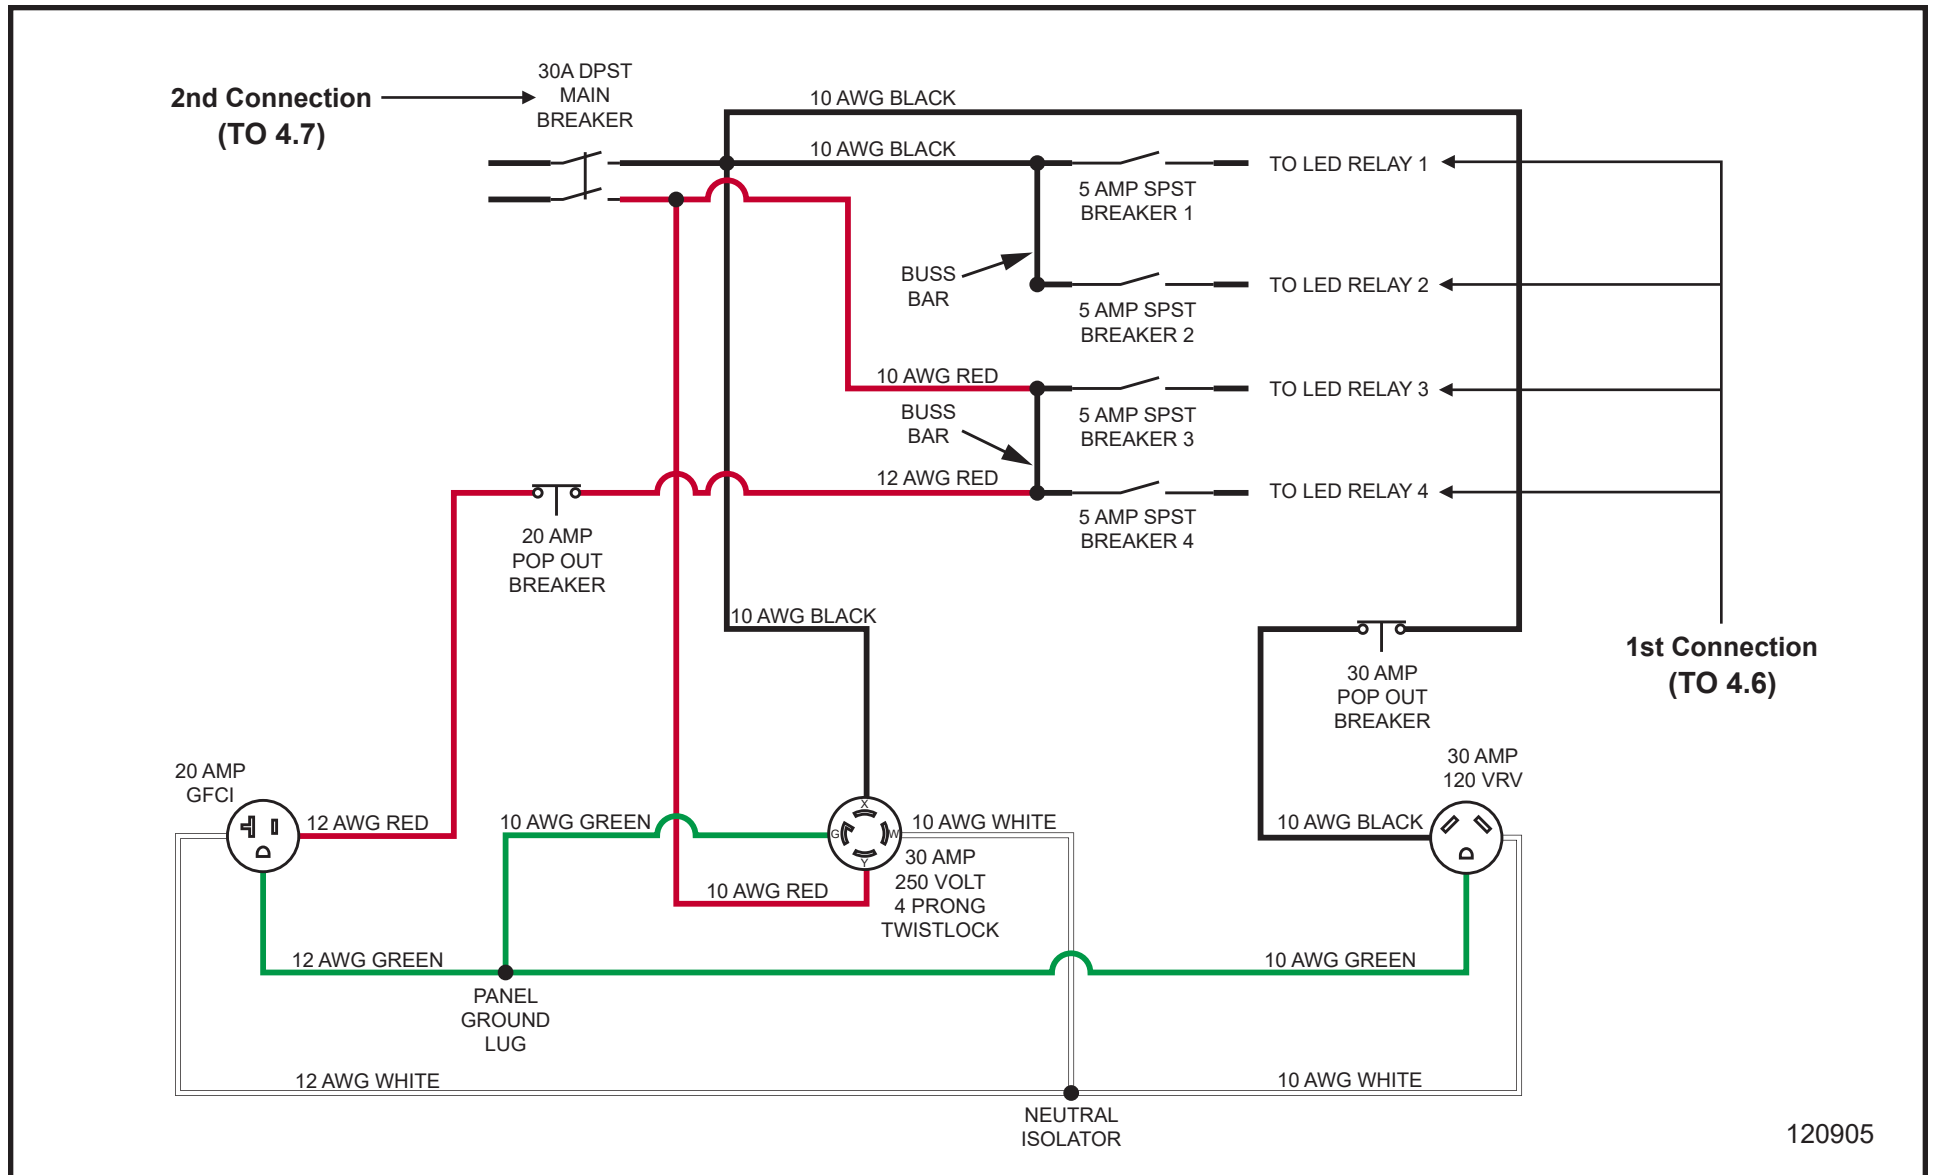 30A DPST
MAIN
BREAKER
2nd Connection
(TO 4.7)
10 AWG BLACK
10 AWG BLACK
TO LED RELAY 1
5 AMP SPST
BREAKER 1
BUSS
BAR
TO LED RELAY 2
5 AMP SPST
BREAKER 2
10 AWG RED
TO LED RELAY 3
BUSS
BAR
5 AMP SPST
BREAKER 3
12 AWG RED
TO LED RELAY 4
20 AMP
POP OUT
BREAKER
5 AMP SPST
BREAKER 4
10 AWG BLACK
1st Connection
(TO 4.6)
30 AMP
POP OUT
BREAKER
20 AMP
GFCI
30 AMP
120 VRV
12 AWG RED
10 AWG GREEN
X
G
W
Y
10 AWG WHITE
10 AWG BLACK
30 AMP
250 VOLT
4 PRONG
TWISTLOCK
10 AWG RED
12 AWG GREEN
10 AWG GREEN
PANEL
GROUND
LUG
12 AWG WHITE
10 AWG WHITE
NEUTRAL
ISOLATOR
120905